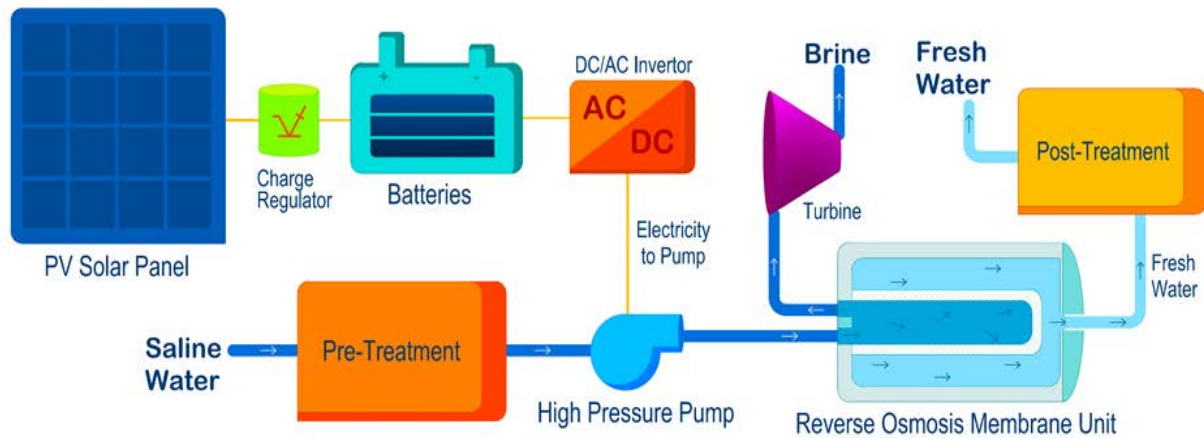 PV Solar Panel
Charge
Regulator
+
-
Batteries
DC/AC Invertor
AC
DC
Electricity
to Pump
Saline
Water
Pre-Treatment
High Pressure Pump
Brine
Turbine
Reverse Osmosis Membrane Unit
Fresh
Water
Post-Treatment
Fresh
Water